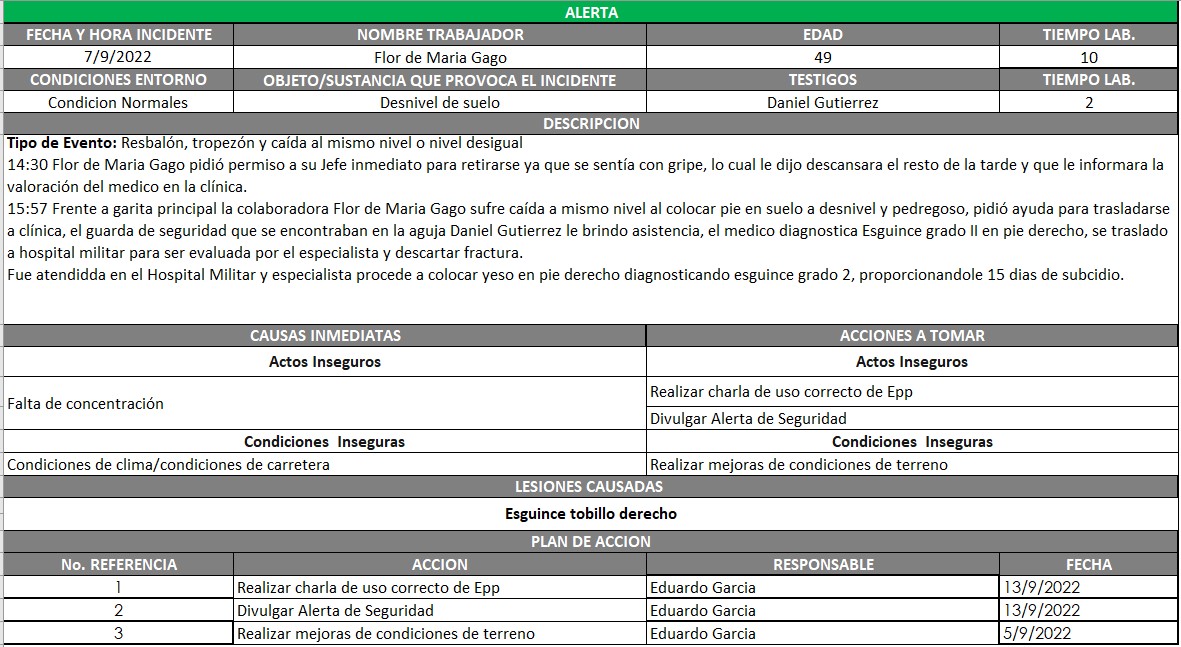 ALERTA
FECHA Y HORA INCIDENTE NOMBRE TRABAJADOR EDAD TIEMPO LAB.
7/9/2022 Flor de Maria Gago 49 10
CONDICIONES ENTORNO OBJETO/SUSTANCIA QUE PROVOCA EL INCIDENTE TESTIGOS TIEMPO LAB.
Condicion Normales Desnivel de suelo Daniel Gutierrez 2
DESCRIPCION
Tipo de Evento: Resbalón, tropezón y caída al mismo nivel o nivel desigual
14:30 Flor de Maria Gago pidió permiso a su Jefe inmediato para retirarse ya que se sentía con gripe, lo cual le dijo descansara el resto de la tarde y que le informara la
valoración del medico en la clínica.
15:57 Frente a garita principal la colaboradora Flor de Maria Gago sufre caída a mismo nivel al colocar pie en suelo a desnivel y pedregoso, pidió ayuda para trasladarse
a clínica, el guarda de seguridad que se encontraban en la aguja Daniel Gutierrez le brindo asistencia, el medico diagnostica Esguince grado II en pie derecho, se traslado
a hospital militar para ser evaluada por el especialista y descartar fractura.
Fue atendidda en el Hospital Militar y especialista procede a colocar yeso en pie derecho diagnosticando esguince grado 2, proporcionandole 15 dias de subcidio.
CAUSAS INMEDIATAS ACCIONES A TOMAR
Actos Inseguros Actos Inseguros
Falta de concentración
Realizar charla de uso correcto de Epp
Divulgar Alerta de Seguridad
Condiciones Inseguras Condiciones Inseguras
Condiciones de clima/condiciones de carretera Realizar mejoras de condiciones de terreno
LESIONES CAUSADAS
Esguince tobillo derecho
PLAN DE ACCION
No. REFERENCIA ACCION RESPONSABLE FECHA
1 Realizar charla de uso correcto de Epp Eduardo Garcia 13/9/2022
2 Divulgar Alerta de Seguridad Eduardo Garcia 13/9/2022
3 Realizar mejoras de condiciones de terreno Eduardo Garcia 5/9/2022